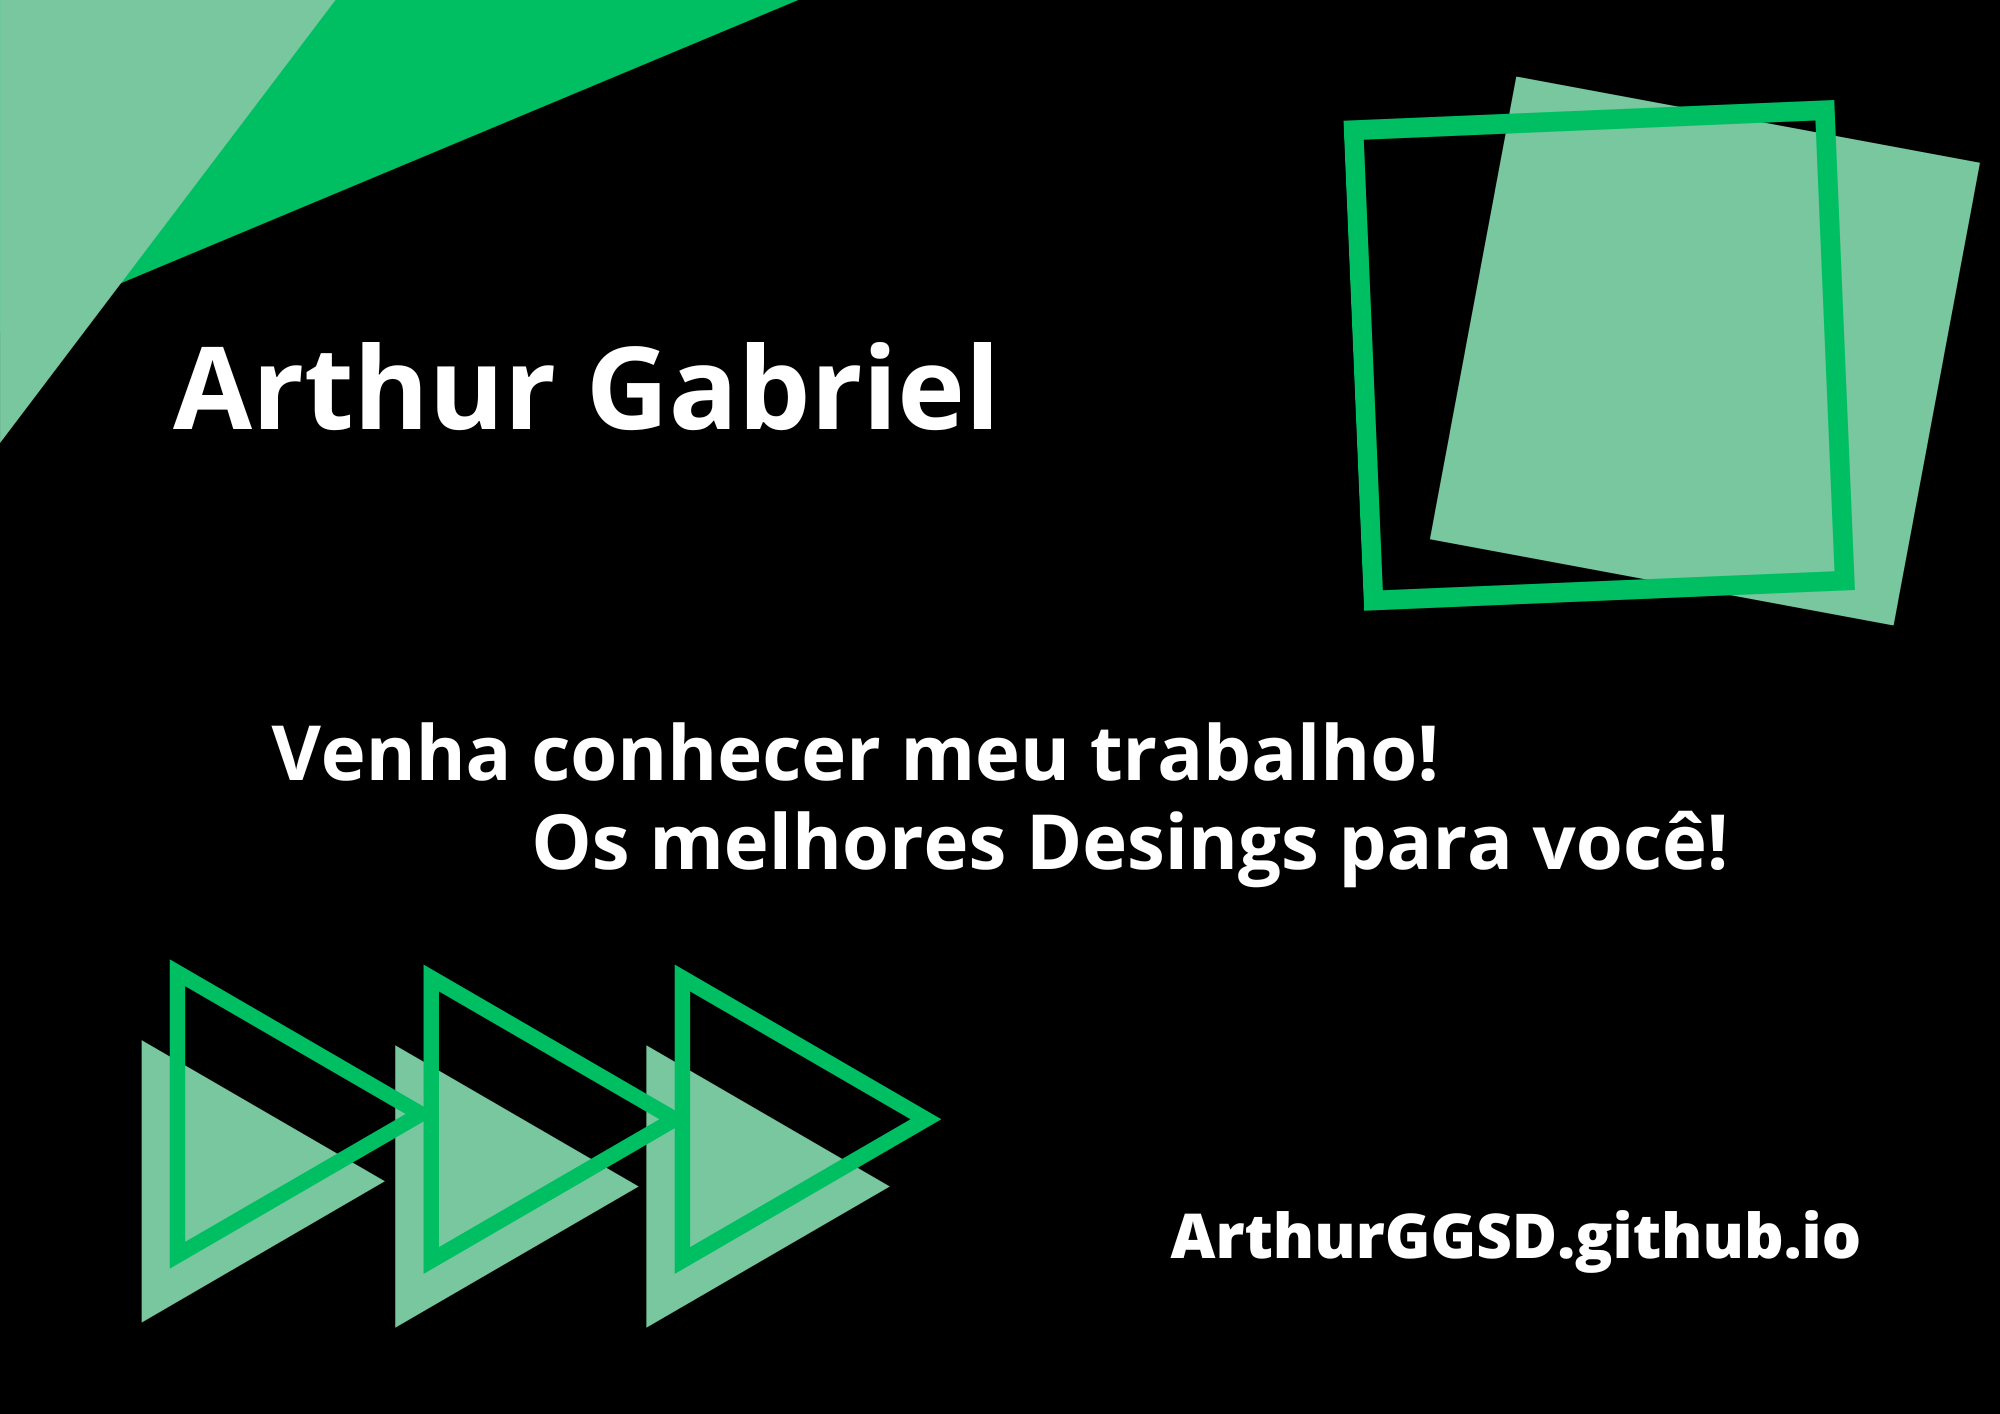 Arthur Gabriel
Venha conhecer meu trabalho!
Os melhores Desings para você!
ArthurGGSD.github.io